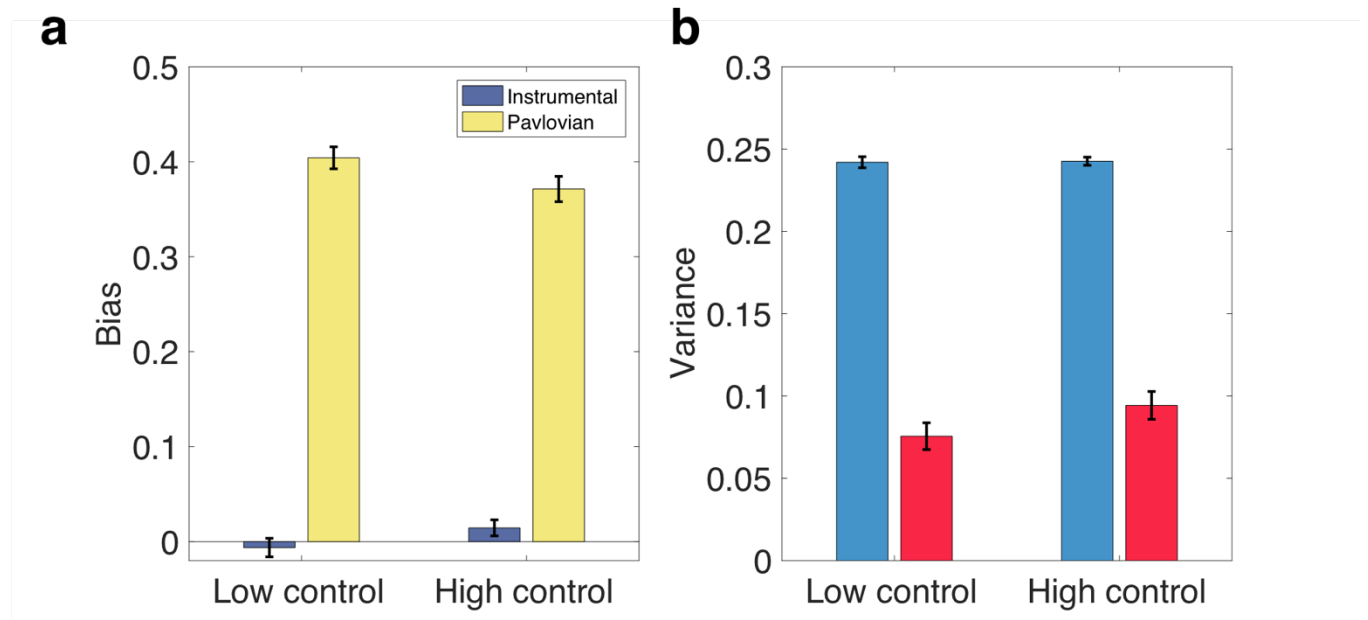 a
0.5
0.4
0.3
0.2
0.1
0
Bias
Instrumental
Pavlovian
Low control
High control
b
0.3
0.25
0.2
0.15
0.1
0.05
0
Variance
Low control
High control